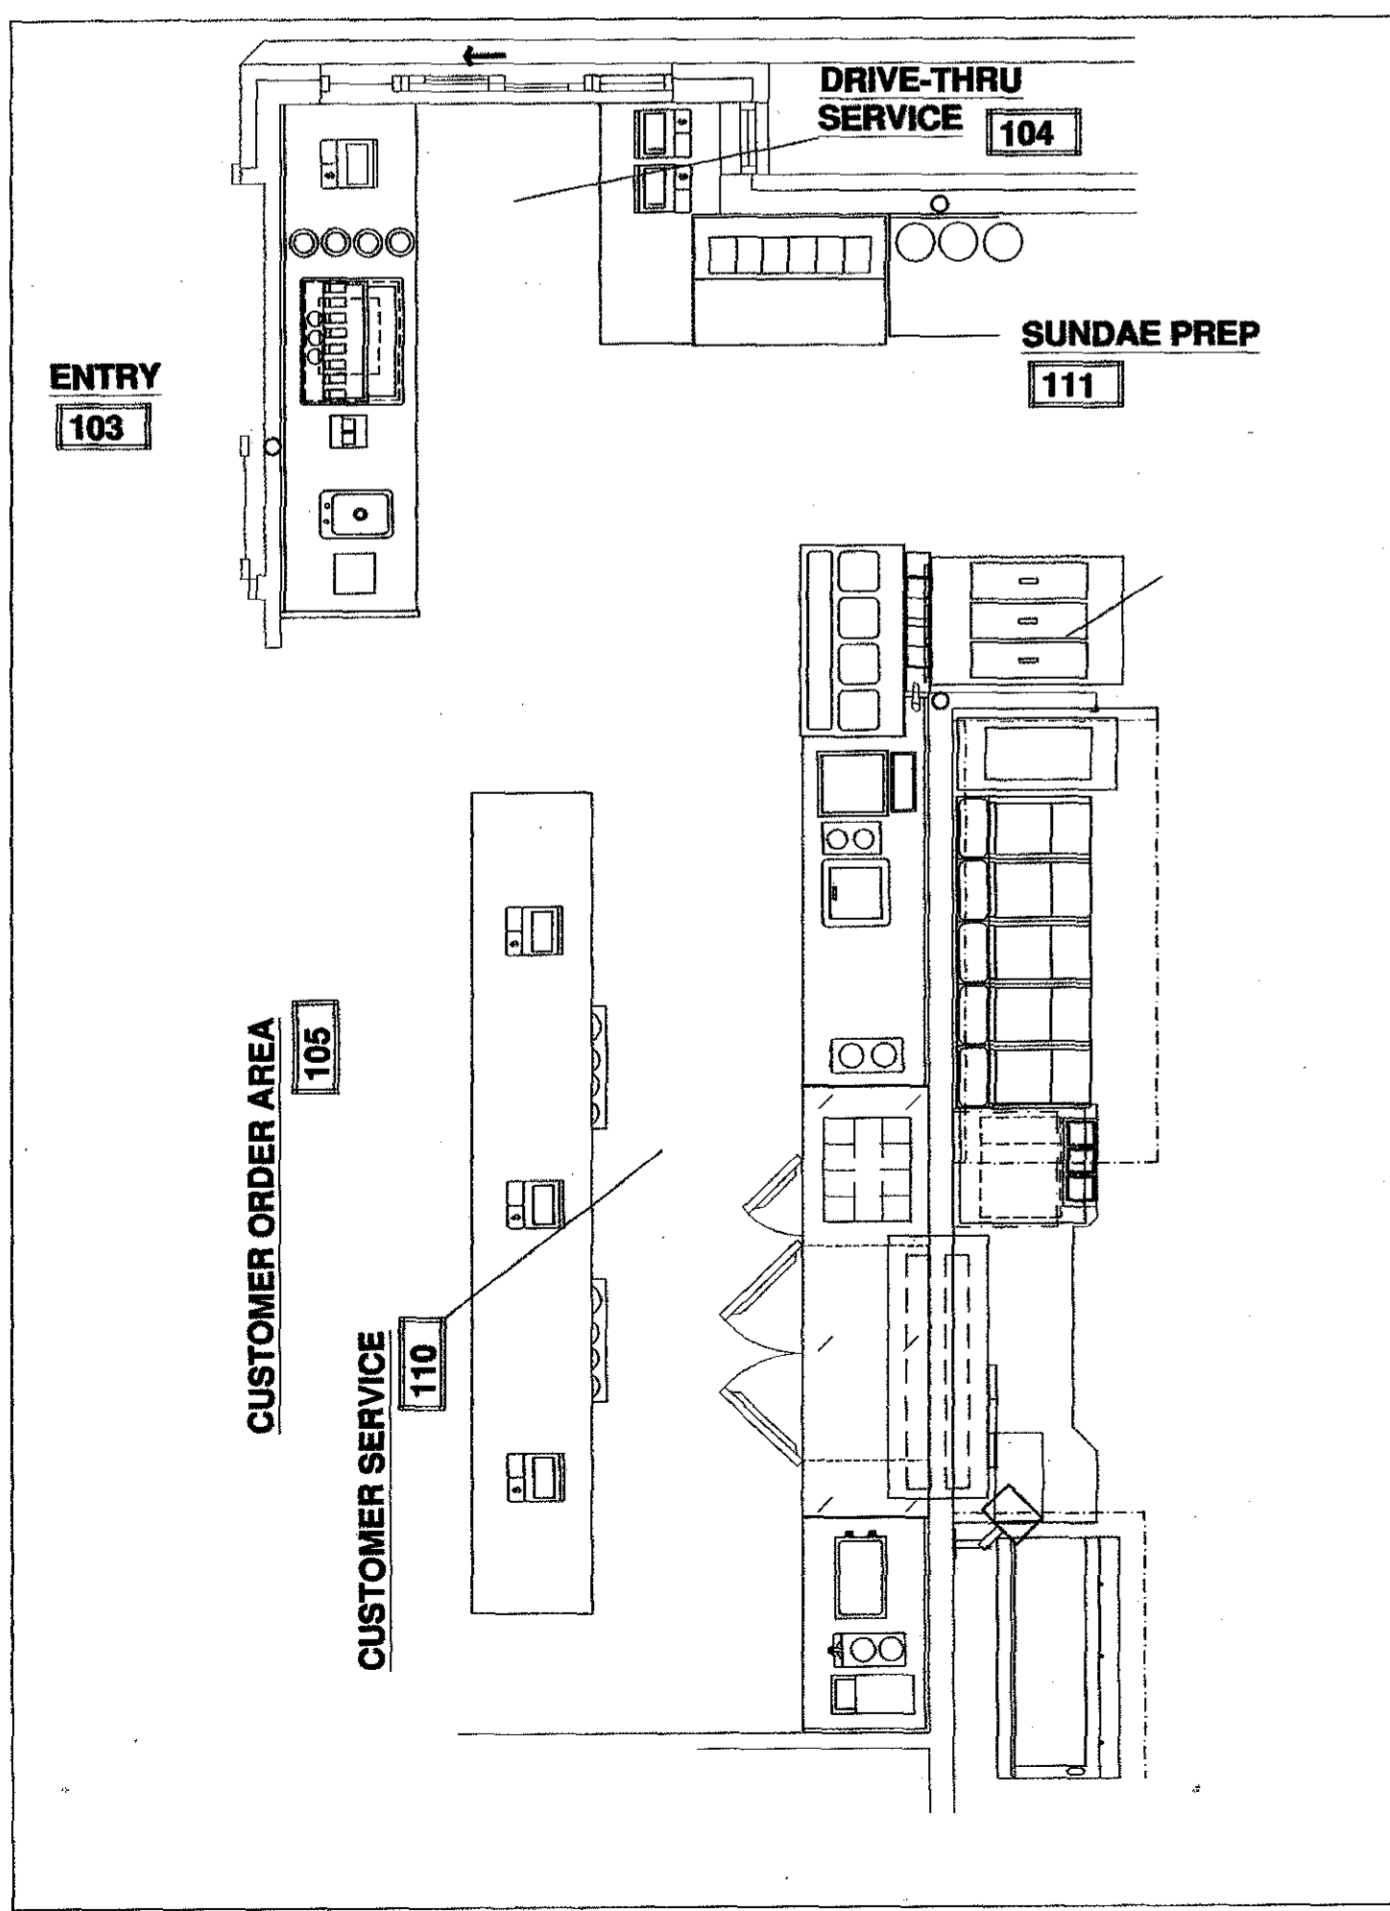 DRIVE-THRU
SERVICE
104
SUNDAE PREP
111
ENTRY
103
CUSTOMER ORDER AREA
105
CUSTOMER SERVICE
110